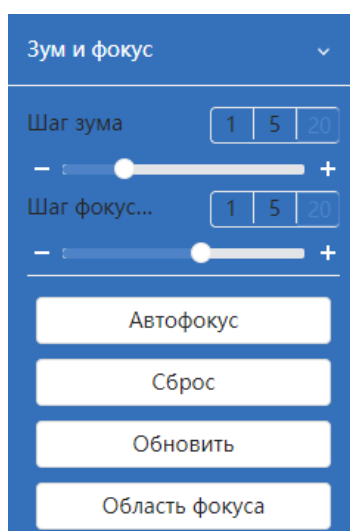 Зум и фокус
Шаг зума 1 5 20
− +
Шаг фокус... 1 5 20
− +
Автофокус
Сброс
Обновить
Область фокуса